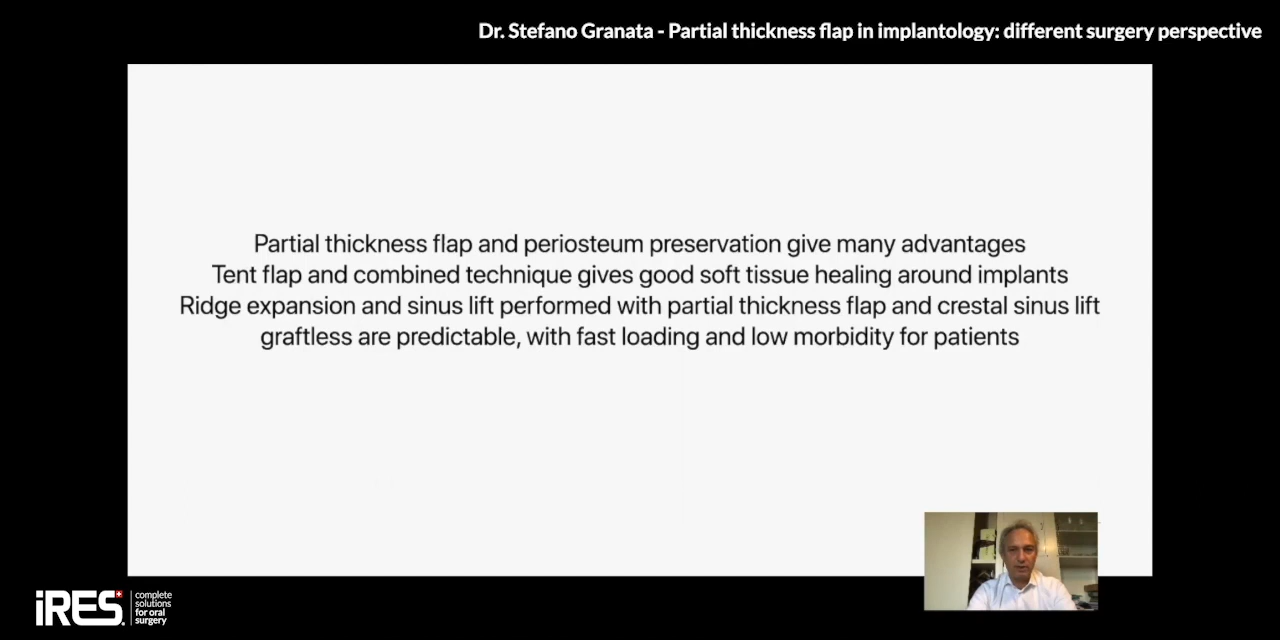 Dr. Stefano Granata - Partial thickness flap in implantology: different surgery perspective
Partial thickness flap and periosteum preservation give many advantages
Tent flap and combined technique gives good soft tissue healing around implants
Ridge expansion and sinus lift performed with partial thickness flap and crestal sinus lift
graftless are predictable, with fast loading and low morbidity for patients
iRES
complete
solutions
for oral
surgery